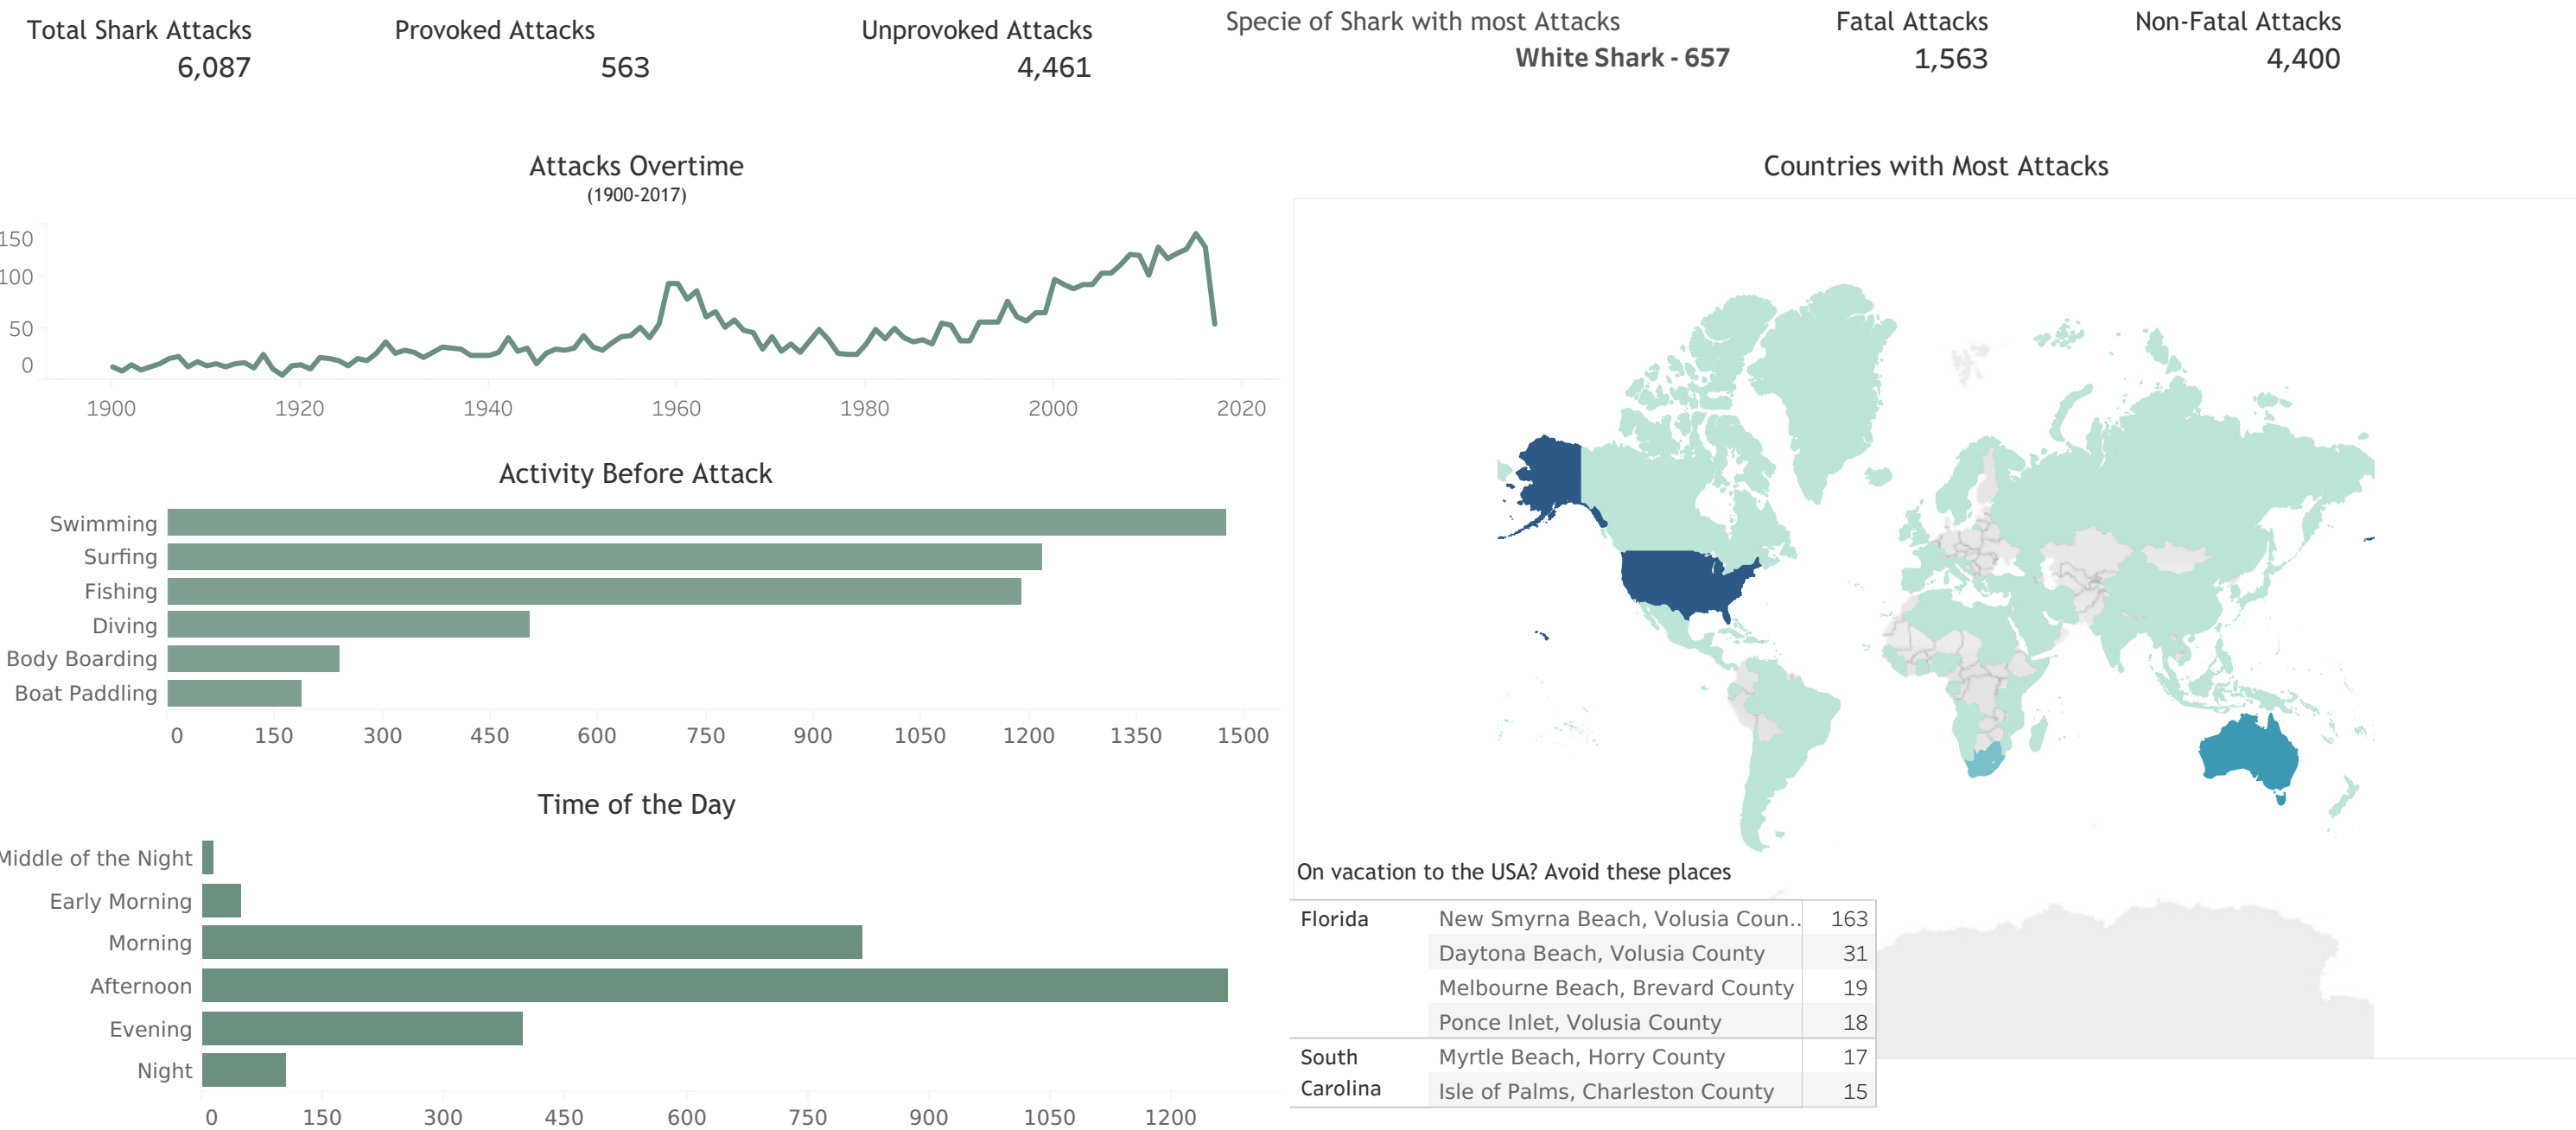 Total Shark Attacks
6,087
Provoked Attacks
563
Unprovoked Attacks
4,461
Specie of Shark with most Attacks
White Shark - 657
Fatal Attacks
1,563
Non-Fatal Attacks
4,400
Attacks Overtime
(1900-2017)
150
100
50
0
1900 1920 1940 1960 1980 2000 2020
Activity Before Attack
Swimming
Surfing
Fishing
Diving
Body Boarding
Boat Paddling
0 150 300 450 600 750 900 1050 1200 1350 1500
Time of the Day
Middle of the Night
Early Morning
Morning
Afternoon
Evening
Night
0 150 300 450 600 750 900 1050 1200
Countries with Most Attacks
On vacation to the USA? Avoid these places
Florida New Smyrna Beach, Volusia Coun.. 163
Daytona Beach, Volusia County 31
Melbourne Beach, Brevard County 19
Ponce Inlet, Volusia County 18
South Myrtle Beach, Horry County 17
Carolina Isle of Palms, Charleston County 15